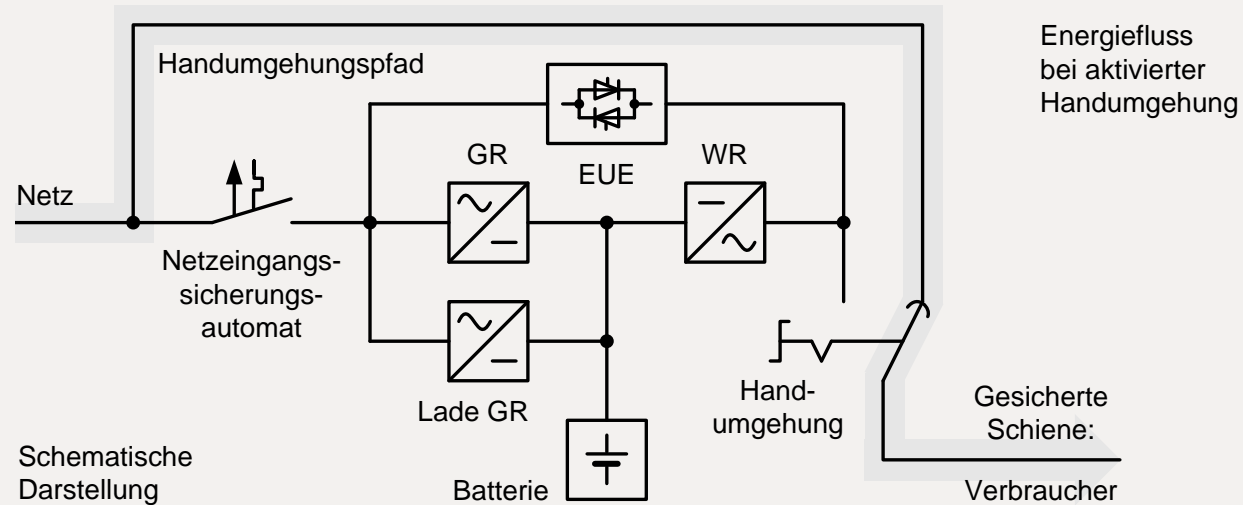 Handumgehungspfad
Energiefluss
bei aktivierter
Handumgehung
GR
EUE
WR
Netz
Netzeingangs-
sicherungs-
automat
Lade GR
Hand-
umgehung
Gesicherte
Schiene:
Verbraucher
Schematische
Darstellung
Batterie